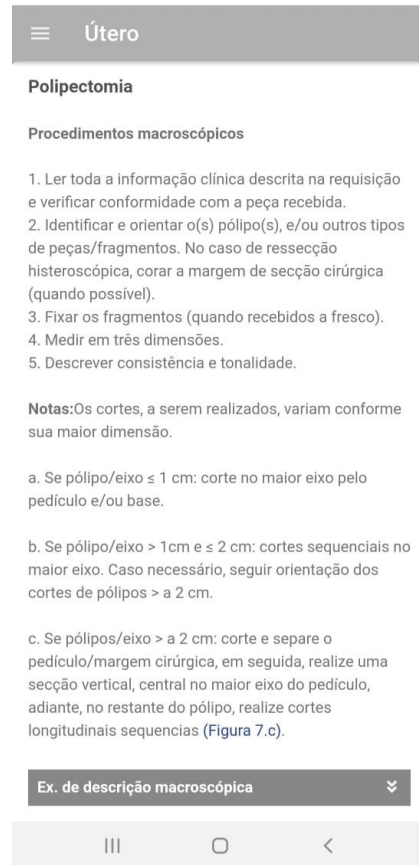 Útero
Polipectomia
Procedimentos macroscópicos
1. Ler toda a informação clínica descrita na requisição
e verificar conformidade com a peça recebida.
2. Identificar e orientar o(s) pólipo(s), e/ou outros tipos
de peças/fragmentos. No caso de ressecção
histeroscópica, corar a margem de secção cirúrgica
(quando possível).
3. Fixar os fragmentos (quando recebidos a fresco).
4. Medir em três dimensões.
5. Descrever consistência e tonalidade.
Notas:Os cortes, a serem realizados, variam conforme
sua maior dimensão.
a. Se pólipo/eixo ≤ 1 cm: corte no maior eixo pelo
pedículo e/ou base.
b. Se pólipo/eixo > 1cm e ≤ 2 cm: cortes sequenciais no
maior eixo. Caso necessário, seguir orientação dos
cortes de pólipos > a 2 cm.
c. Se pólipos/eixo > a 2 cm: corte e separe o
pedículo/margem cirúrgica, em seguida, realize uma
secção vertical, central no maior eixo do pedículo,
adiante, no restante do pólipo, realize cortes
longitudinais sequencias (Figura 7.c).
Ex. de descrição macroscópica